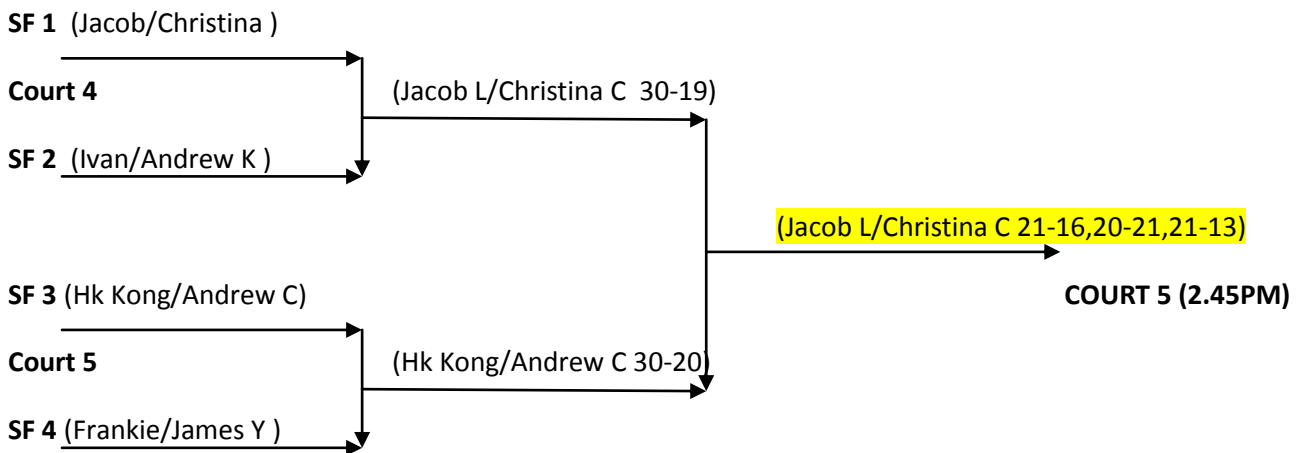 SF 1 (Jacob/Christina )
Court 4
(Jacob L/Christina C 30-19)
SF 2 (Ivan/Andrew K )
(Jacob L/Christina C 21-16,20-21,21-13)
SF 3 (Hk Kong/Andrew C)
COURT 5 (2.45PM)
Court 5
(Hk Kong/Andrew C 30-20)
SF 4 (Frankie/James Y )